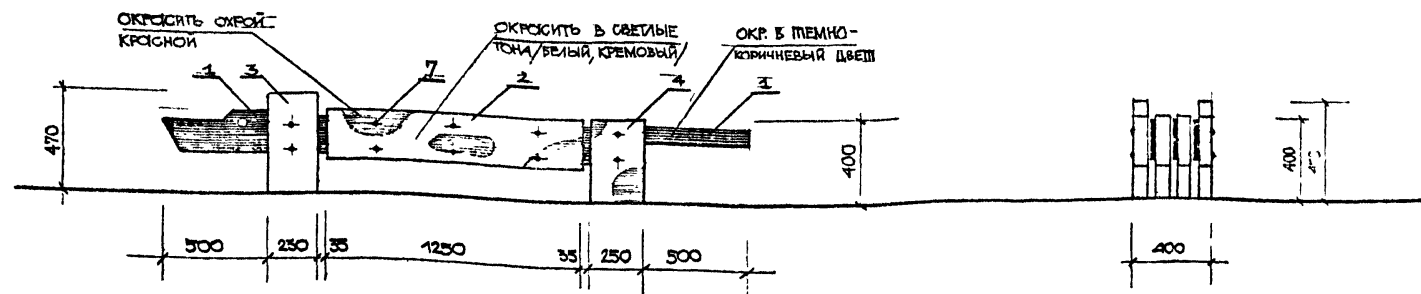 ОКРАСИТЬ ОХРОЙ
КРАСНОЙ
ОКРАСИТЬ В СВЕТЛЫЕ
ТОНА/БЕЛЫЙ, КРЕМОВЫЙ/
ОКР. В ТЕМНО-
КОРИЧНЕВЫЙ ЦВЕТ
1 3 7 2 4 1
470
400
400
500 250 35 1250 35 250 500
400